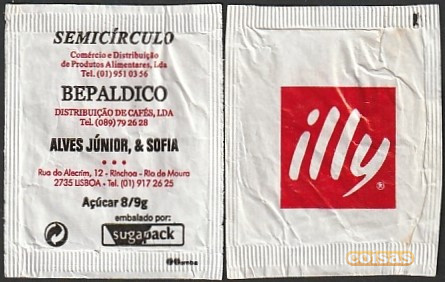 SEMICÍRCULO
Comércio e Distribuição
de Produtos Alimentares, Lda
Tel. (01) 951 03 56
BEPALDICO
DISTRIBUIÇÃO DE CAFÉS, LDA
Tel. (089) 79 26 28
ALVES JÚNIOR, & SOFIA
Rua do Alecrim, 12 - Rinchoa - Rio de Mouro
2735 LISBOA - Tel. (01) 917 26 25
Açúcar 8/9g
embalado por:
sugapack
illy
®
coisas